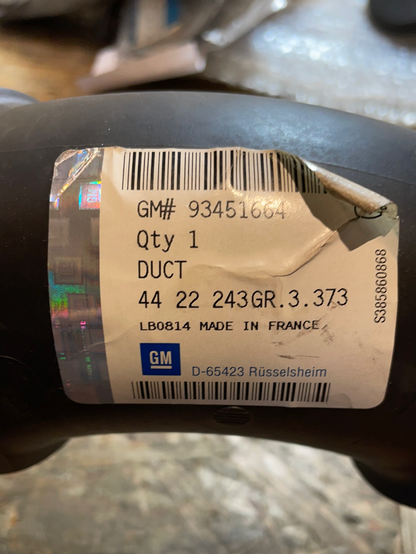 GM# 93451664
Qty 1
DUCT
44 22 243GR.3.373
LB0814 MADE IN FRANCE
GM
D-65423 Rüsselsheim
S385860868